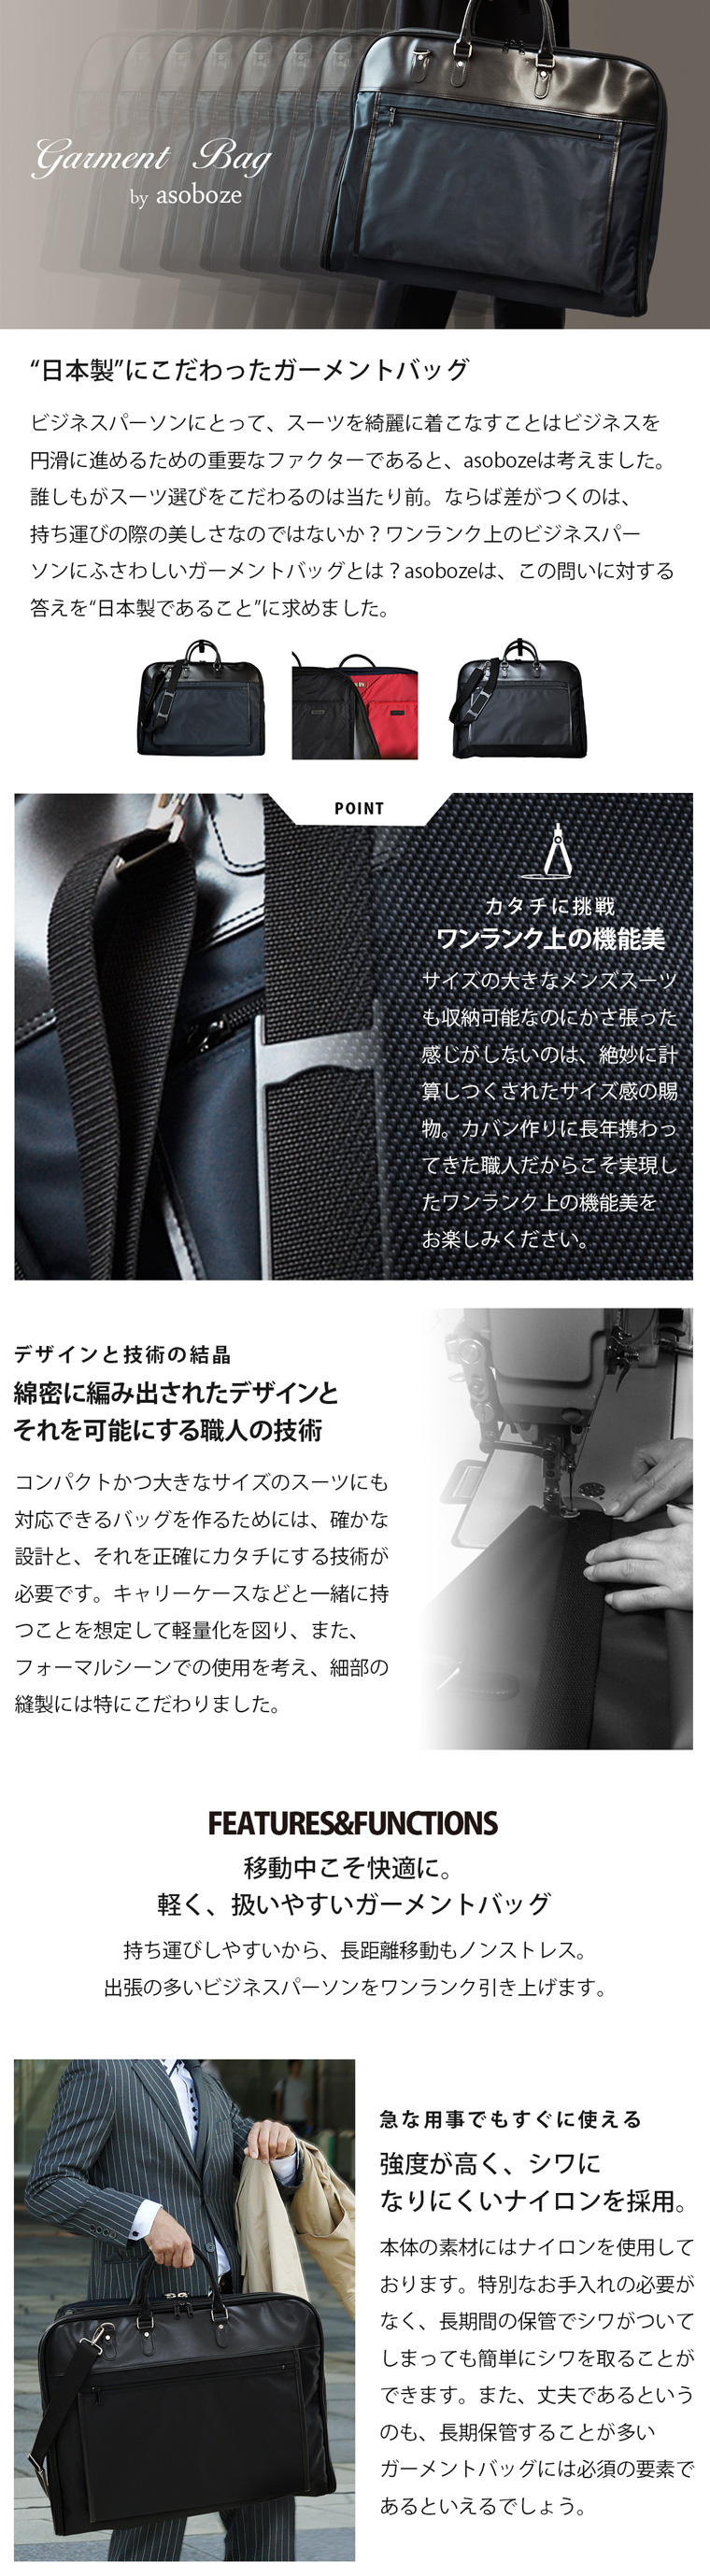 Garment Bag
by asoboze
“日本製”にこだわったガーメントバッグ
ビジネスパーソンにとって、スーツを綺麗に着こなすことはビジネスを
円滑に進めるための重要なファクターであると、asobozeは考えました。
誰しもがスーツ選びをこだわるのは当たり前。ならば差がつくのは、
持ち運びの際の美しさなのではないか？ワンランク上のビジネスパー
ソンにふさわしいガーメントバッグとは？asobozeは、この問いに対する
答えを“日本製であること”に求めました。
POINT
カタチに挑戦
ワンランク上の機能美
サイズの大きなメンズスーツ
も収納可能なのにかさ張った
感じがしないのは、絶妙に計
算しつくされたサイズ感の賜
物。カバン作りに長年携わっ
てきた職人だからこそ実現し
たワンランク上の機能美を
お楽しみください。
デザインと技術の結晶
綿密に編み出されたデザインと
それを可能にする職人の技術
コンパクトかつ大きなサイズのスーツにも
対応できるバッグを作るためには、確かな
設計と、それを正確にカタチにする技術が
必要です。キャリーケースなどと一緒に持
つことを想定して軽量化を図り、また、
フォーマルシーンでの使用を考え、細部の
縫製には特にこだわりました。
FEATURES&FUNCTIONS
移動中こそ快適に。
軽く、扱いやすいガーメントバッグ
持ち運びしやすいから、長距離移動もノンストレス。
出張の多いビジネスパーソンをワンランク引き上げます。
急な用事でもすぐに使える
強度が高く、シワに
なりにくいナイロンを採用。
本体の素材にはナイロンを使用して
おります。特別なお手入れの必要が
なく、長期間の保管でシワがついて
しまっても簡単にシワを取ることが
できます。また、丈夫であるという
のも、長期保管することが多い
ガーメントバッグには必須の要素で
あるといえるでしょう。